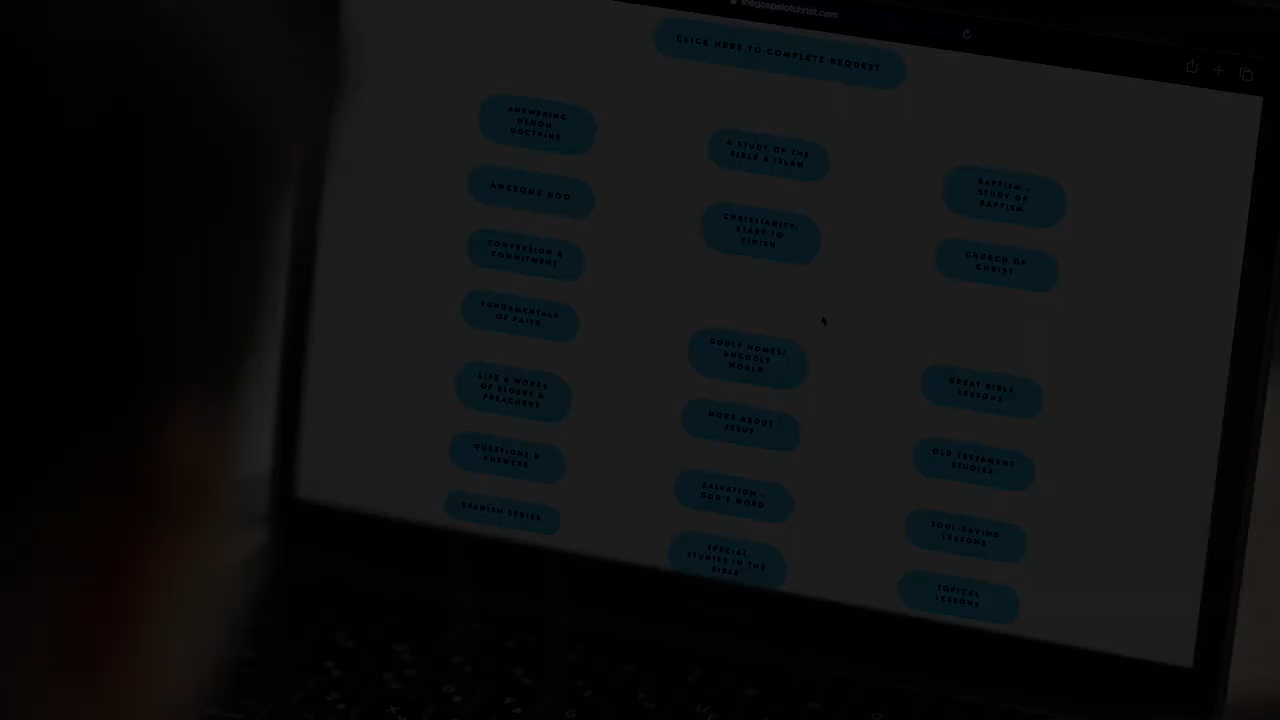 thegospelofchrist.com
CLICK HERE TO COMPLETE REQUEST
ANSWERING
DENOM
DOCTRINE
A STUDY OF THE
BIBLE & ISLAM
BAPTISM -
STUDY OF
BAPTISM
AWESOME GOD
CHRISTIANITY:
START TO
FINISH
CHURCH OF
CHRIST
CONVERSION &
COMMITMENT
FUNDAMENTALS
OF FAITH
GODLY HOMES/
UNGODLY
WORLD
GREAT BIBLE
LESSONS
LIFE & WORKS
OF ELDERS &
PREACHERS
MORE ABOUT
JESUS
OLD TESTAMENT
STUDIES
QUESTIONS &
ANSWERS
SALVATION -
GOD'S WORD
SOUL-SAVING
LESSONS
SPANISH SERIES
SPECIAL
STUDIES IN THE
BIBLE
TOPICAL
LESSONS